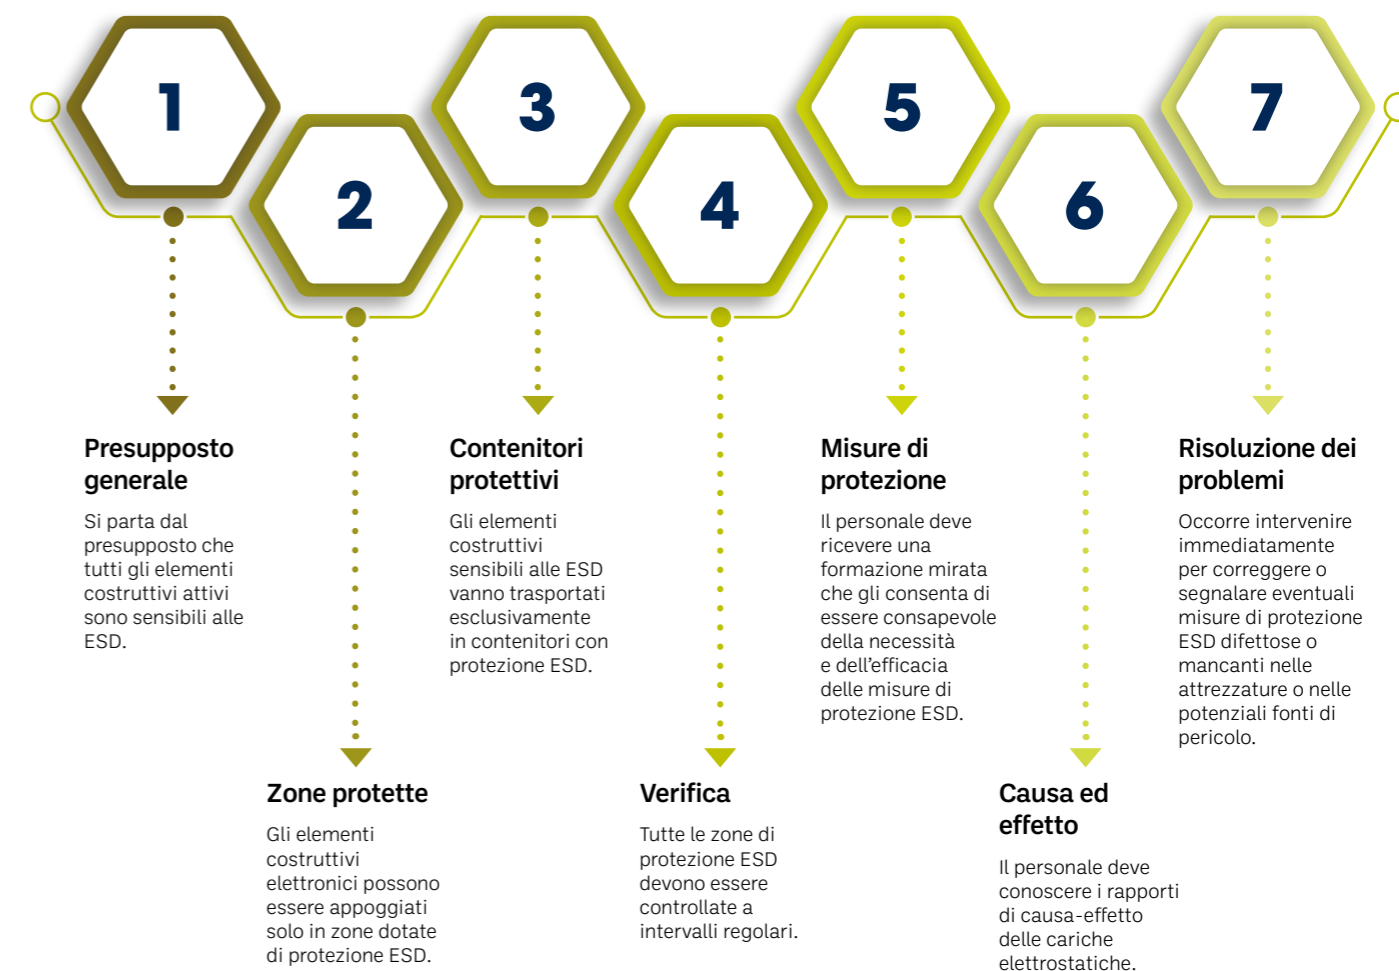 1
Presupposto
generale
Si parta dal
presupposto che
tutti gli elementi
costruttivi attivi
sono sensibili alle
ESD.
2
Zone protette
Gli elementi
costruttivi
elettronici possono
essere appoggiati
solo in zone dotate
di protezione ESD.
3
Contenitori
protettivi
Gli elementi
costruttivi
sensibili alle ESD
vanno trasportati
esclusivamente
in contenitori con
protezione ESD.
4
Verifica
Tutte le zone di
protezione ESD
devono essere
controllate a
intervalli regolari.
5
Misure di
protezione
Il personale deve
ricevere una
formazione mirata
che gli consenta di
essere consapevole
della necessità
e dell’efficacia
delle misure di
protezione ESD.
6
Causa ed
effetto
Il personale deve
conoscere i rapporti
di causa-effetto
delle cariche
elettrostatiche.
7
Risoluzione dei
problemi
Occorre intervenire
immediatamente
per correggere o
segnalare eventuali
misure di protezione
ESD difettose o
mancanti nelle
attrezzature o nelle
potenziali fonti di
pericolo.